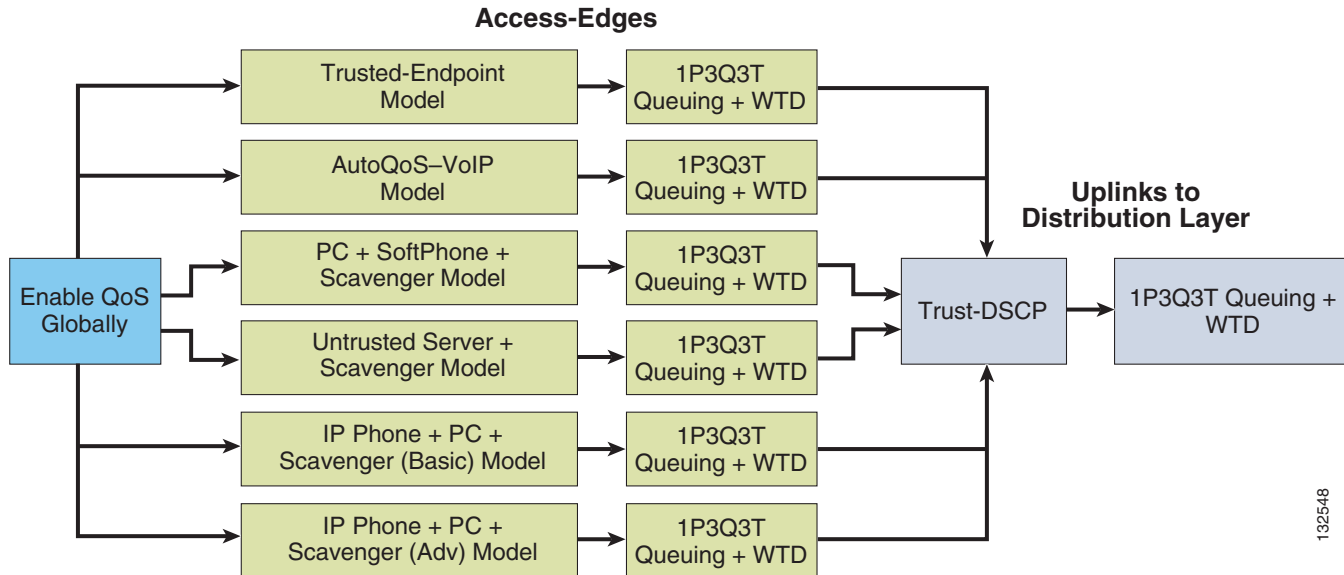 Access-Edges
Trusted-Endpoint
Model
1P3Q3T
Queuing + WTD
AutoQoS–VoIP
Model
1P3Q3T
Queuing + WTD
Uplinks to
Distribution Layer
PC + SoftPhone +
Scavenger Model
1P3Q3T
Queuing + WTD
Enable QoS
Globally
Trust-DSCP
1P3Q3T Queuing +
WTD
Untrusted Server +
Scavenger Model
1P3Q3T
Queuing + WTD
IP Phone + PC +
Scavenger (Basic) Model
1P3Q3T
Queuing + WTD
IP Phone + PC +
Scavenger (Adv) Model
1P3Q3T
Queuing + WTD
132548